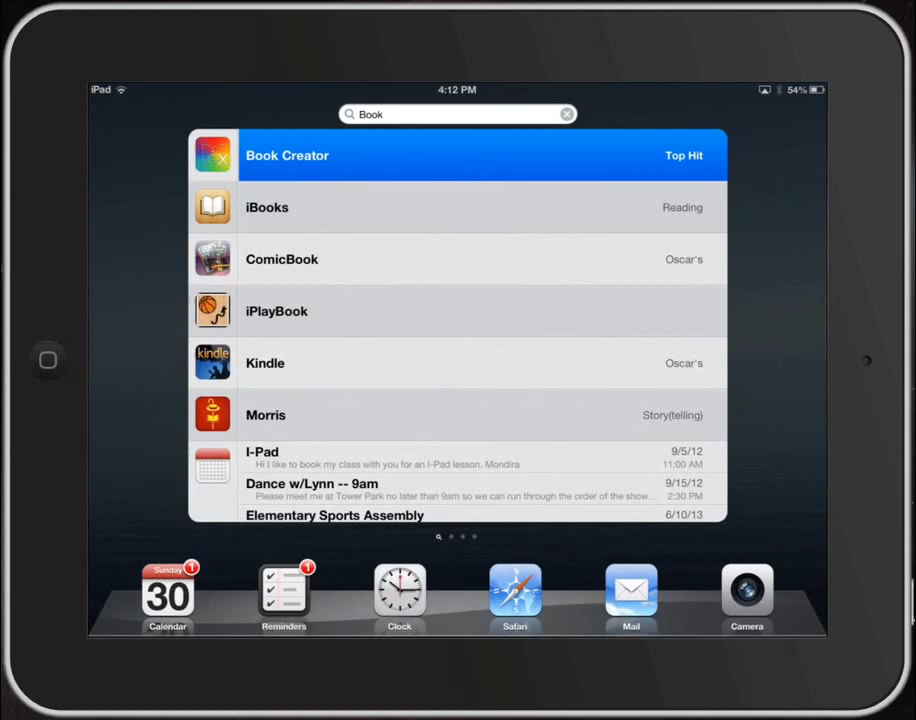 iPad 4:12 PM 54%
Book
Book Creator Top Hit
iBooks Reading
ComicBook Oscar's
iPlayBook
kindle
Kindle Oscar's
Morris Story(telling)
I-Pad 9/5/12
Hi I like to book my class with you for an I-Pad lesson. Mondira 11:00 AM
Dance w/Lynn -- 9am 9/15/12
Please meet me at Tower Park no later than 9am so we can run through the order of the show... 2:30 PM
Elementary Sports Assembly 6/10/13
Sunday 1 1
30
Calendar Reminders Clock Safari Mail Camera